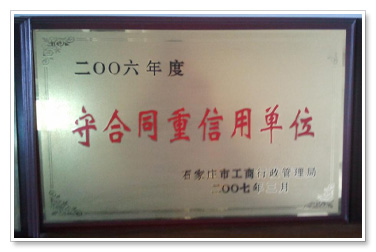 二〇〇六年度
守合同重信用单位
石家庄市工商行政管理局
二〇〇七年 月